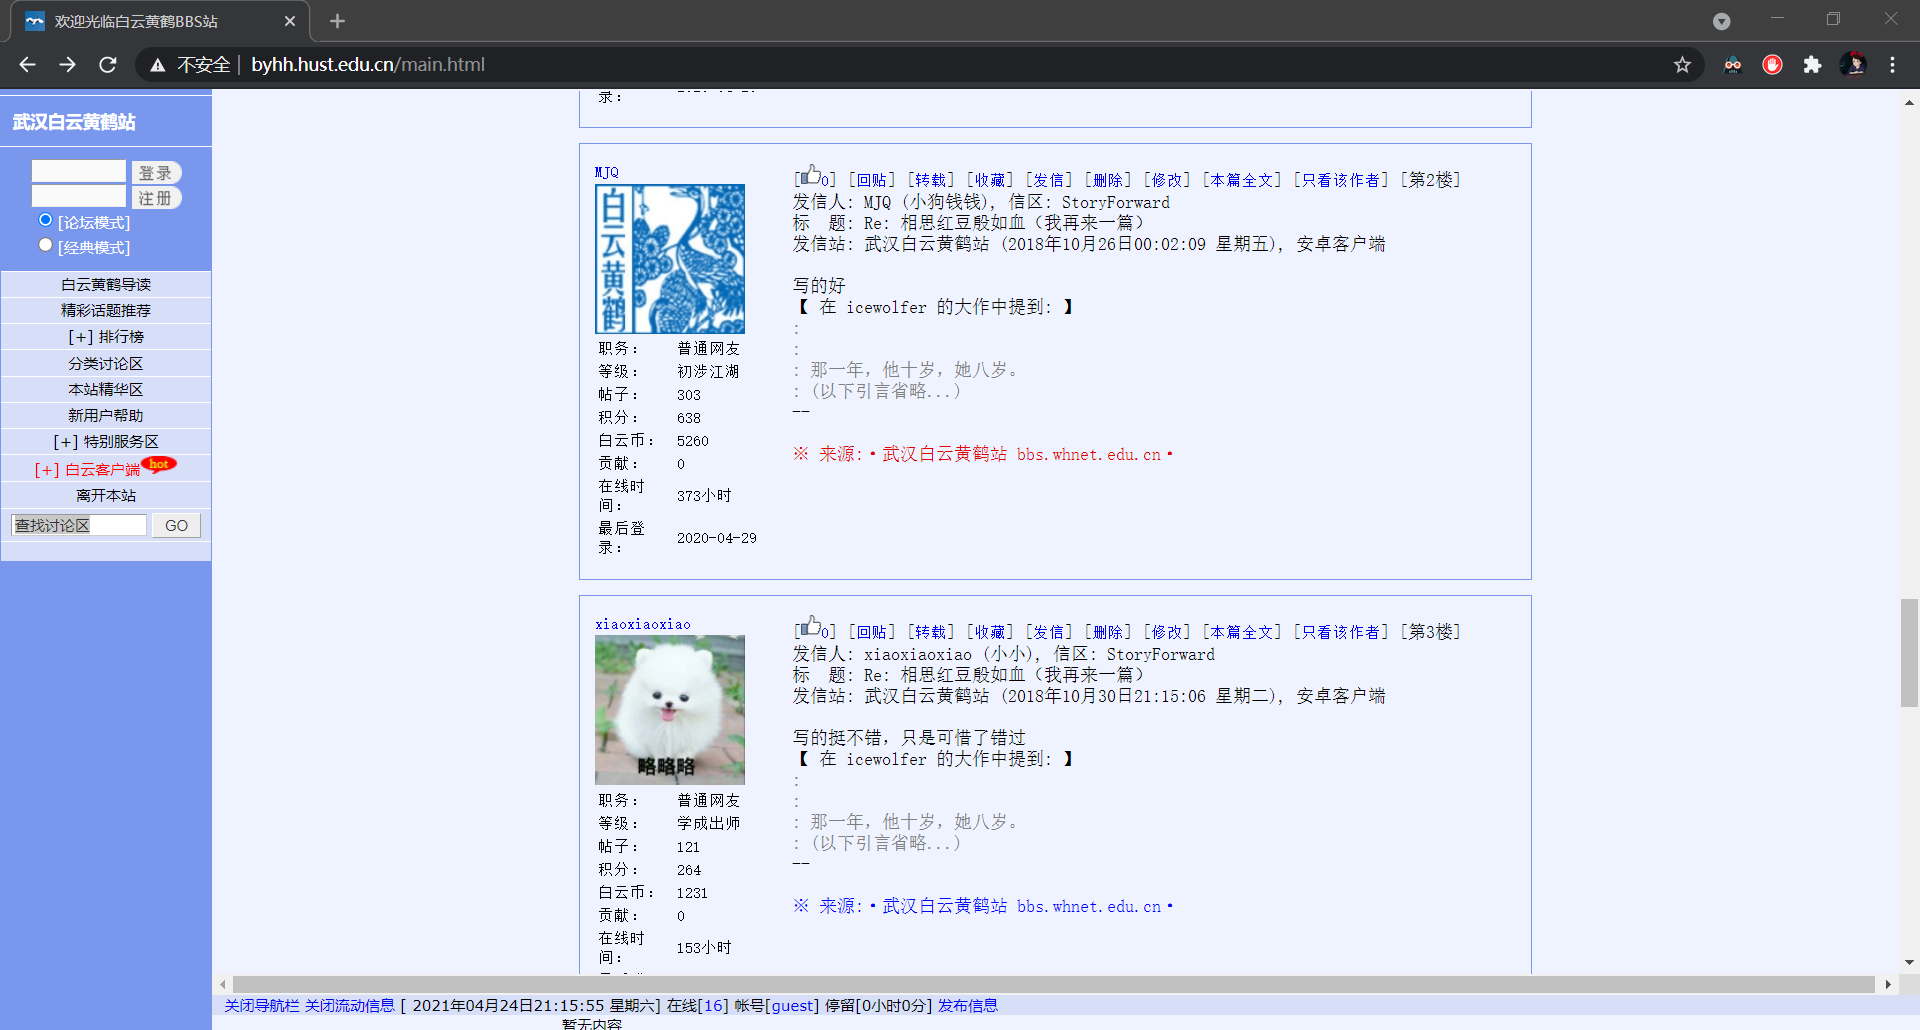 欢迎光临白云黄鹤BBS站
不安全 byhh.hust.edu.cn/main.html
武汉白云黄鹤站
登录
注册
[论坛模式]
[经典模式]
白云黄鹤导读
精彩话题推荐
[+] 排行榜
分类讨论区
本站精华区
新用户帮助
[+] 特别服务区
[+] 白云客户端 hot
离开本站
查找讨论区 GO
录：
MJQ
白云黄鹤
职务： 普通网友
等级： 初涉江湖
帖子： 303
积分： 638
白云币： 5260
贡献： 0
在线时间： 373小时
最后登录： 2020-04-29
[0] [回贴] [转载] [收藏] [发信] [删除] [修改] [本篇全文] [只看该作者] [第2楼]
发信人: MJQ (小狗钱钱), 信区: StoryForward
标　题: Re: 相思红豆殷如血（我再来一篇）
发信站: 武汉白云黄鹤站 (2018年10月26日00:02:09 星期五), 安卓客户端
写的好
【 在 icewolfer 的大作中提到: 】
:
:
: 那一年，他十岁，她八岁。
: (以下引言省略...)
--
※ 来源:·武汉白云黄鹤站 bbs.whnet.edu.cn·
xiaoxiaoxiao
略略略
职务： 普通网友
等级： 学成出师
帖子： 121
积分： 264
白云币： 1231
贡献： 0
在线时间： 153小时
[0] [回贴] [转载] [收藏] [发信] [删除] [修改] [本篇全文] [只看该作者] [第3楼]
发信人: xiaoxiaoxiao (小小), 信区: StoryForward
标　题: Re: 相思红豆殷如血（我再来一篇）
发信站: 武汉白云黄鹤站 (2018年10月30日21:15:06 星期二), 安卓客户端
写的挺不错，只是可惜了错过
【 在 icewolfer 的大作中提到: 】
:
:
: 那一年，他十岁，她八岁。
: (以下引言省略...)
--
※ 来源:·武汉白云黄鹤站 bbs.whnet.edu.cn·
关闭导航栏 关闭流动信息 [ 2021年04月24日21:15:55 星期六] 在线[16] 帐号[guest] 停留[0小时0分] 发布信息
暂无内容